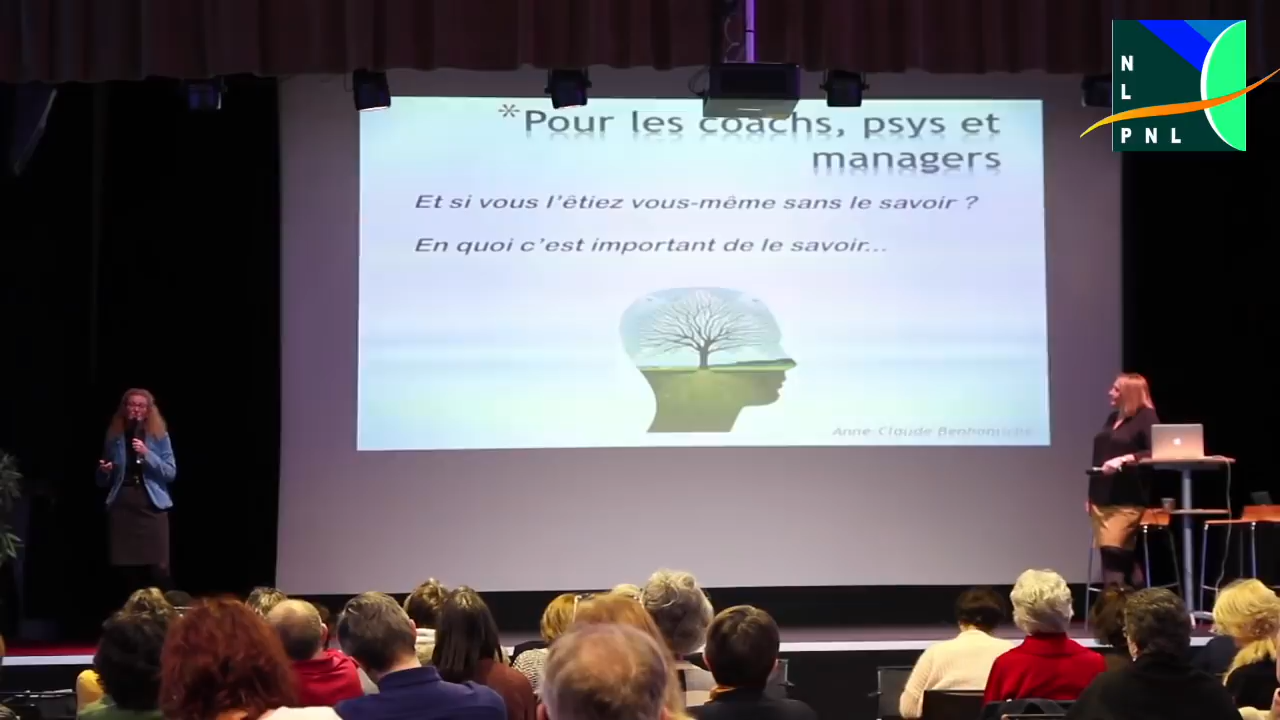 *Pour les coachs, psys et
managers
Et si vous l'êtiez vous-même sans le savoir ?
En quoi c'est important de le savoir...
Anne-Claude
N
L
PNL